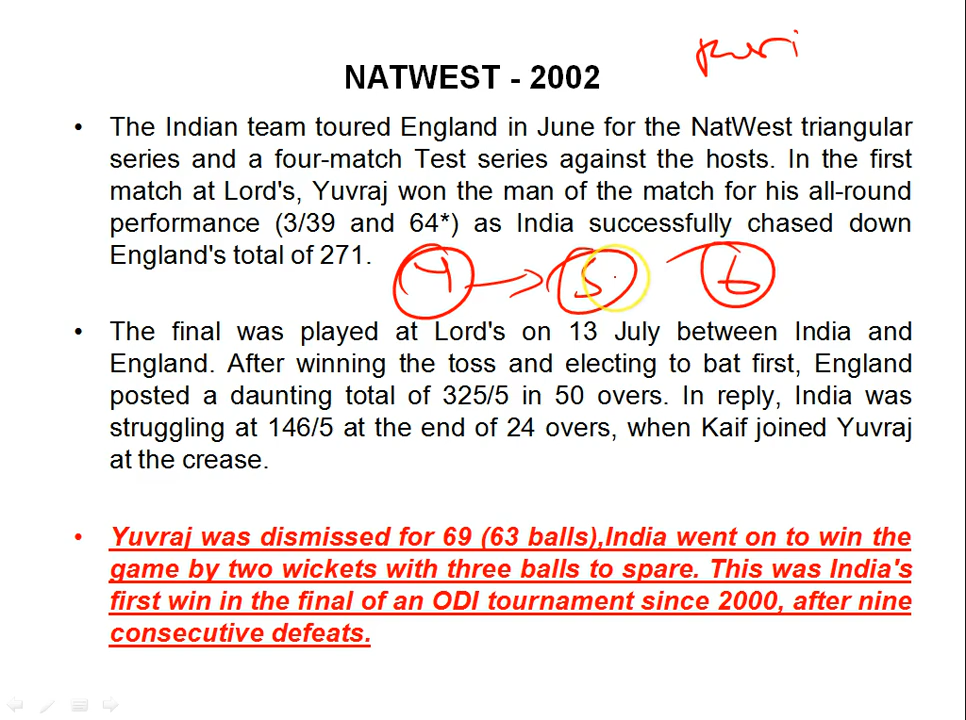 NATWEST - 2002
• The Indian team toured England in June for the NatWest triangular
series and a four-match Test series against the hosts. In the first
match at Lord's, Yuvraj won the man of the match for his all-round
performance (3/39 and 64*) as India successfully chased down
England's total of 271.
4 → 5 6
• The final was played at Lord's on 13 July between India and
England. After winning the toss and electing to bat first, England
posted a daunting total of 325/5 in 50 overs. In reply, India was
struggling at 146/5 at the end of 24 overs, when Kaif joined Yuvraj
at the crease.
• Yuvraj was dismissed for 69 (63 balls),India went on to win the
game by two wickets with three balls to spare. This was India's
first win in the final of an ODI tournament since 2000, after nine
consecutive defeats.